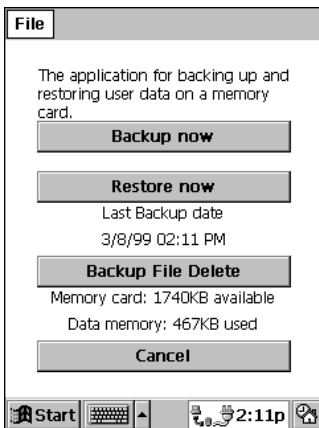 File
The application for backing up and
restoring user data on a memory
card.
Backup now
Restore now
Last Backup date
3/8/99 02:11 PM
Backup File Delete
Memory card: 1740KB available
Data memory: 467KB used
Cancel
Start 2:11p